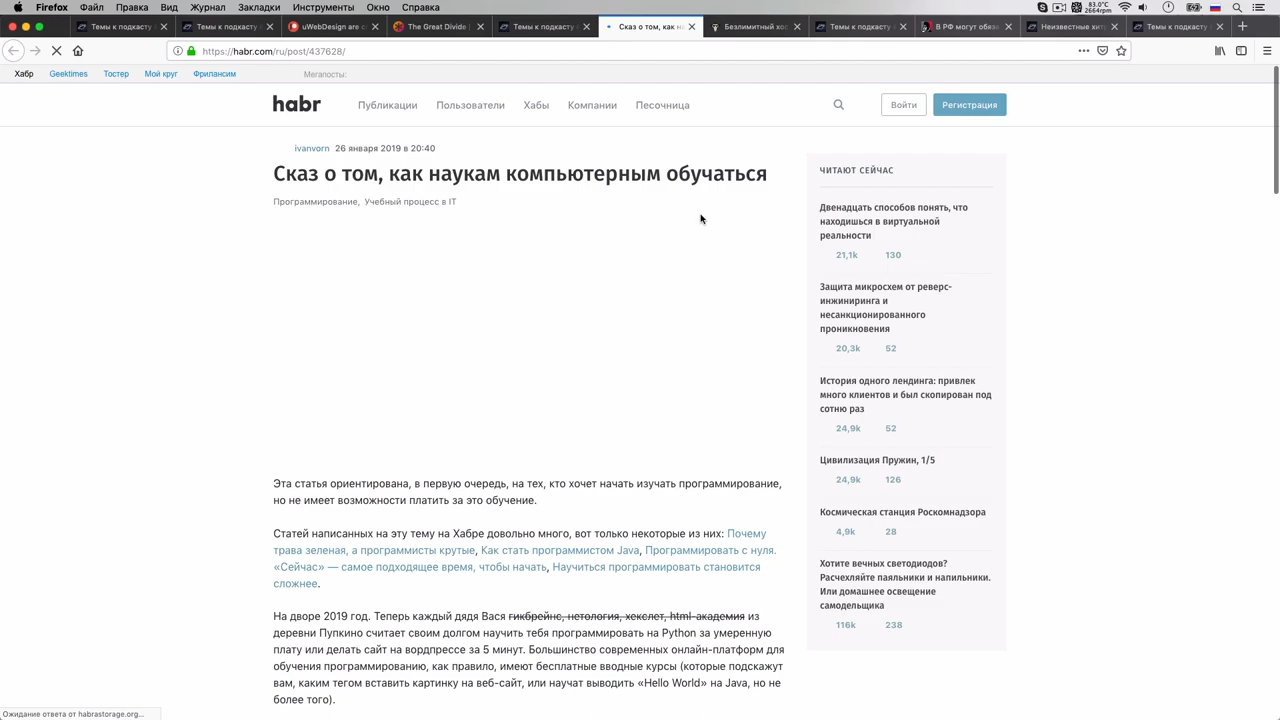 Firefox Файл Правка Вид Журнал Закладки Инструменты Окно Справка
83.0°C
2664rpm
Темы к подкасту
Темы к подкасту
uWebDesign are c
The Great Divide
Темы к подкасту
Сказ о том, как на
Безлимитный хос
Темы к подкасту
В РФ могут обяза
Неизвестные хит
Темы к подкасту
https://habr.com/ru/post/437628/
Хабр Geektimes Тостер Мой круг Фрилансим Мегапосты:
habr Публикации Пользователи Хабы Компании Песочница Войти Регистрация
ivanvorn 26 января 2019 в 20:40
Сказ о том, как наукам компьютерным обучаться
Программирование, Учебный процесс в IT
Эта статья ориентирована, в первую очередь, на тех, кто хочет начать изучать программирование,
но не имеет возможности платить за это обучение.
Статей написанных на эту тему на Хабре довольно много, вот только некоторые из них: Почему
трава зеленая, а программисты крутые, Как стать программистом Java, Программировать с нуля.
«Сейчас» — самое подходящее время, чтобы начать, Научиться программировать становится
сложнее.
На дворе 2019 год. Теперь каждый дядя Вася гикбрейнс, нетология, хекслет, html-академия из
деревни Пупкино считает своим долгом научить тебя программировать на Python за умеренную
плату или делать сайт на вордпрессе за 5 минут. Большинство современных онлайн-платформ для
обучения программированию, как правило, имеют бесплатные вводные курсы (которые подскажут
вам, каким тегом вставить картинку на веб-сайт, или научат выводить «Hello World» на Java, но не
более того).
ЧИТАЮТ СЕЙЧАС
Двенадцать способов понять, что
находишься в виртуальной
реальности
21,1k 130
Защита микросхем от реверс-
инжиниринга и
несанкционированного
проникновения
20,3k 52
История одного лендинга: привлек
много клиентов и был скопирован под
сотню раз
24,9k 52
Цивилизация Пружин, 1/5
24,9k 126
Космическая станция Роскомнадзора
4,9k 28
Хотите вечных светодиодов?
Расчехляйте паяльники и напильники.
Или домашнее освещение
самодельщика
116k 238
Ожидание ответа от habrastorage.org...